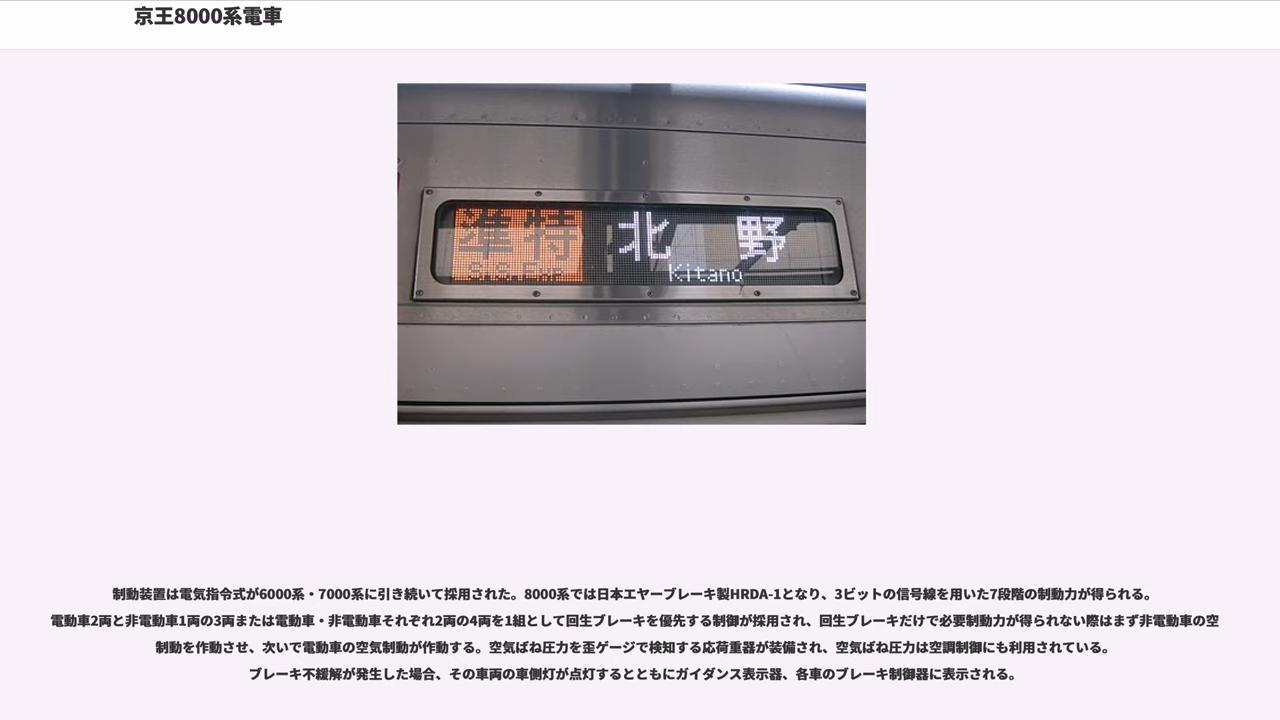 京王8000系電車
準特 北野
S.S.Exp Kitano
制動装置は電気指令式が6000系・7000系に引き続いて採用された。8000系では日本エヤーブレーキ製HRDA-1となり、3ビットの信号線を用いた7段階の制動力が得られる。
電動車2両と非電動車1両の3両または電動車・非電動車それぞれ2両の4両を1組として回生ブレーキを優先する制御が採用され、回生ブレーキだけで必要制動力が得られない際はまず非電動車の空
制動を作動させ、次いで電動車の空気制動が作動する。空気ばね圧力を歪ゲージで検知する応荷重器が装備され、空気ばね圧力は空調制御にも利用されている。
ブレーキ不緩解が発生した場合、その車両の車側灯が点灯するとともにガイダンス表示器、各車のブレーキ制御器に表示される。